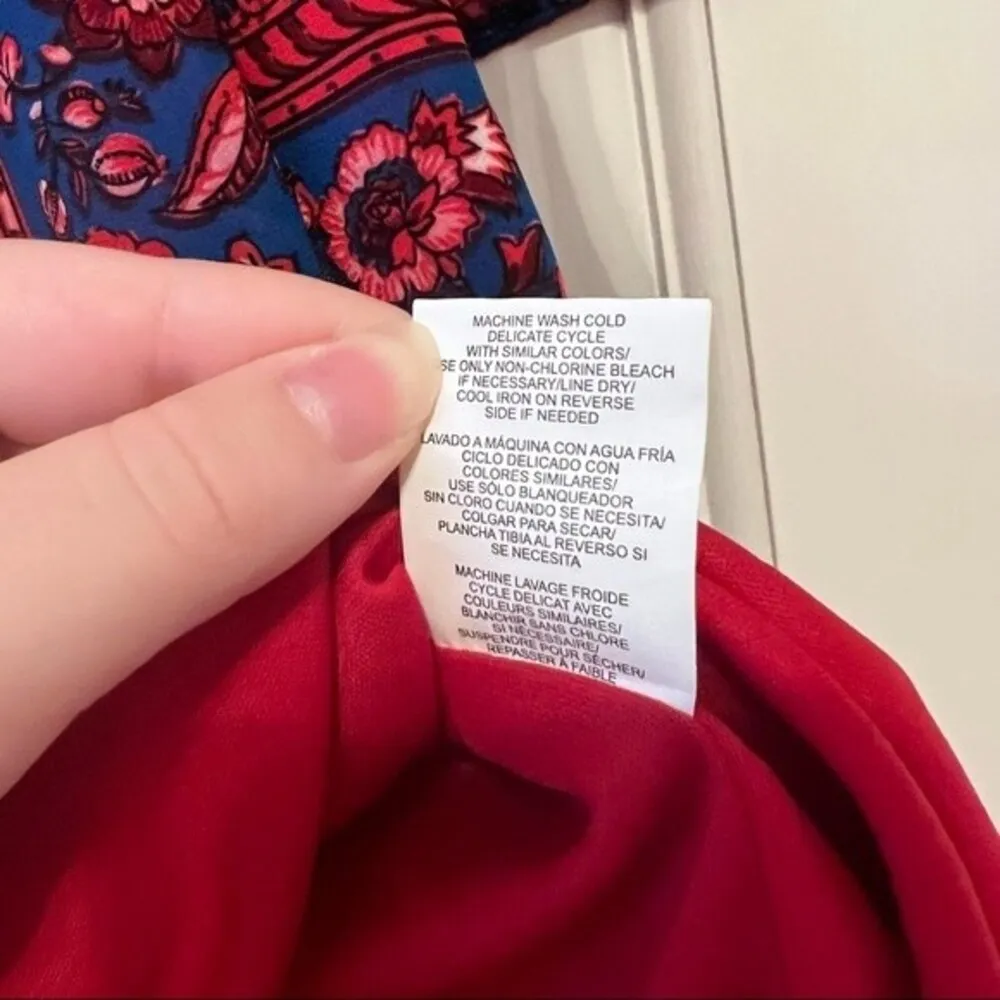 MACHINE WASH COLD
DELICATE CYCLE
WITH SIMILAR COLORS/
SE ONLY NON-CHLORINE BLEACH
IF NECESSARY/LINE DRY/
COOL IRON ON REVERSE
SIDE IF NEEDED
LAVADO A MÁQUINA CON AGUA FRÍA
CICLO DELICADO CON
COLORES SIMILARES/
USE SÓLO BLANQUEADOR
SIN CLORO CUANDO SE NECESITA/
COLGAR PARA SECAR/
PLANCHA TIBIA AL REVERSO SI
SE NECESITA
MACHINE LAVAGE FROIDE
CYCLE DELICAT AVEC
COULEURS SIMILAIRES/
BLANCHIR SANS CHLORE
SI NÉCESSAIRE/
SUSPENDRE POUR SÉCHER/
REPASSER À FAIBLE